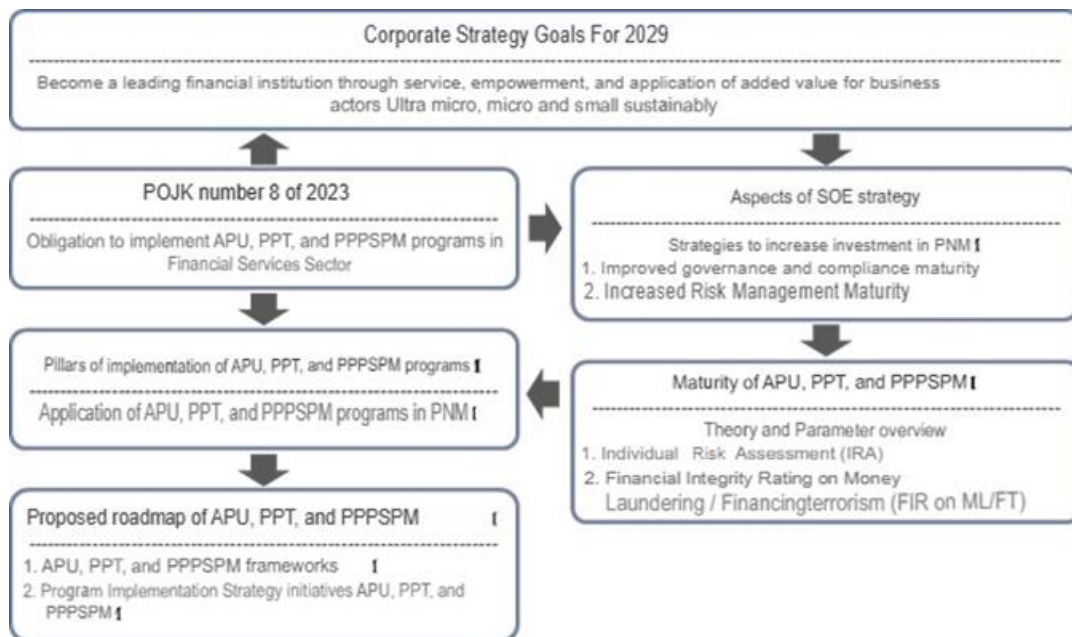 Corporate Strategy Goals For 2029
Become a leading financial institution through service, empowerment, and application of added value for business
actors Ultra micro, micro and small sustainably
POJK number 8 of 2023
Obligation to implement APU, PPT, and PPPSPM programs in
Financial Services Sector
Aspects of SOE strategy
Strategies to increase investment in PNM
1. Improved governance and compliance maturity
2. Increased Risk Management Maturity
Pillars of implementation of APU, PPT, and PPPSPM programs
Application of APU, PPT, and PPPSPM programs in PNM
Maturity of APU, PPT, and PPPSPM
Theory and Parameter overview
1. Individual Risk Assessment (IRA)
2. Financial Integrity Rating on Money
Laundering / Financingterrorism (FIR on ML/FT)
Proposed roadmap of APU, PPT, and PPPSPM
1. APU, PPT, and PPPSPM frameworks
2. Program Implementation Strategy initiatives APU, PPT, and
PPPSPM